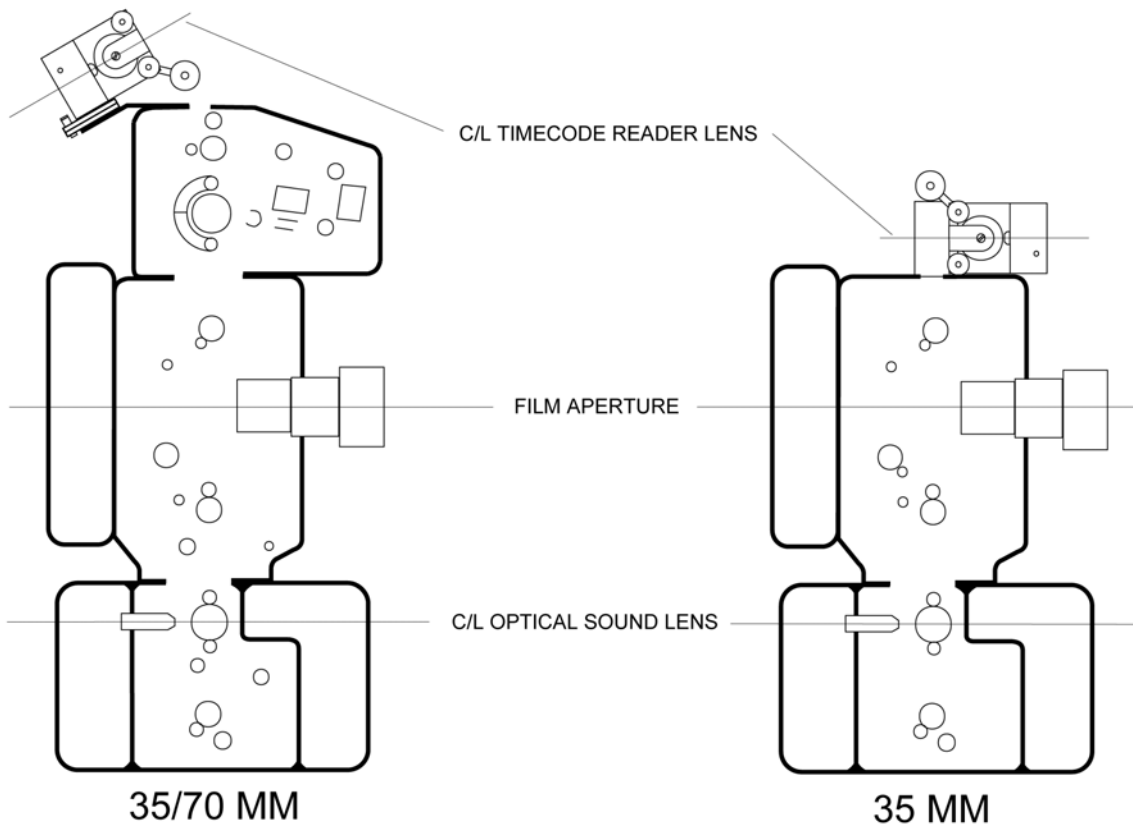 C/L TIMECODE READER LENS
FILM APERTURE
C/L OPTICAL SOUND LENS
35/70 MM
35 MM